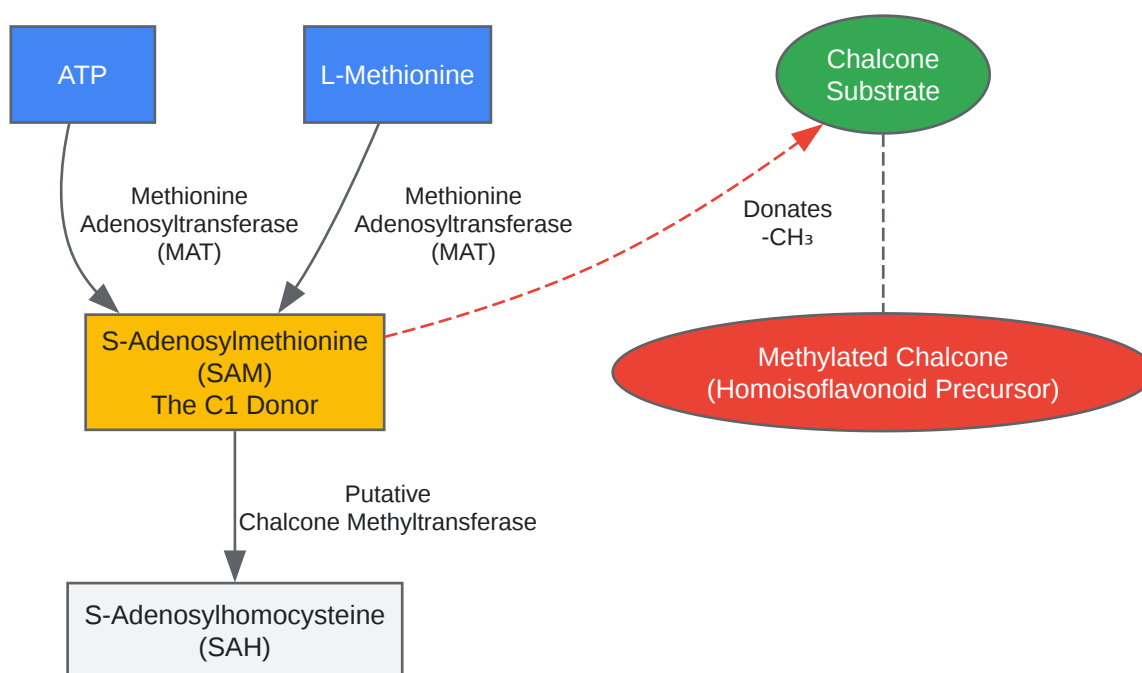 ATP
L-Methionine
Chalcone
Substrate
Methionine
Adenosyltransferase
(MAT)
Methionine
Adenosyltransferase
(MAT)
Donates
-CH₃
S-Adenosylmethionine
(SAM)
The C1 Donor
Methylated Chalcone
(Homoisoflavonoid Precursor)
Putative
Chalcone Methyltransferase
S-Adenosylhomocysteine
(SAH)